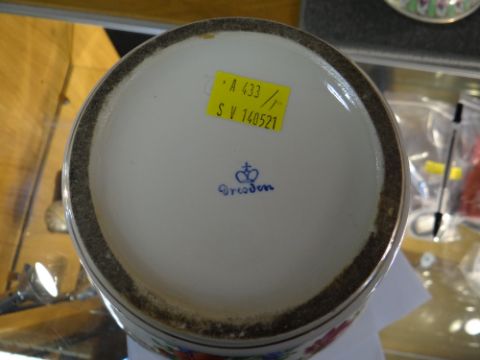 A 433/r
S V 140521
Dresden